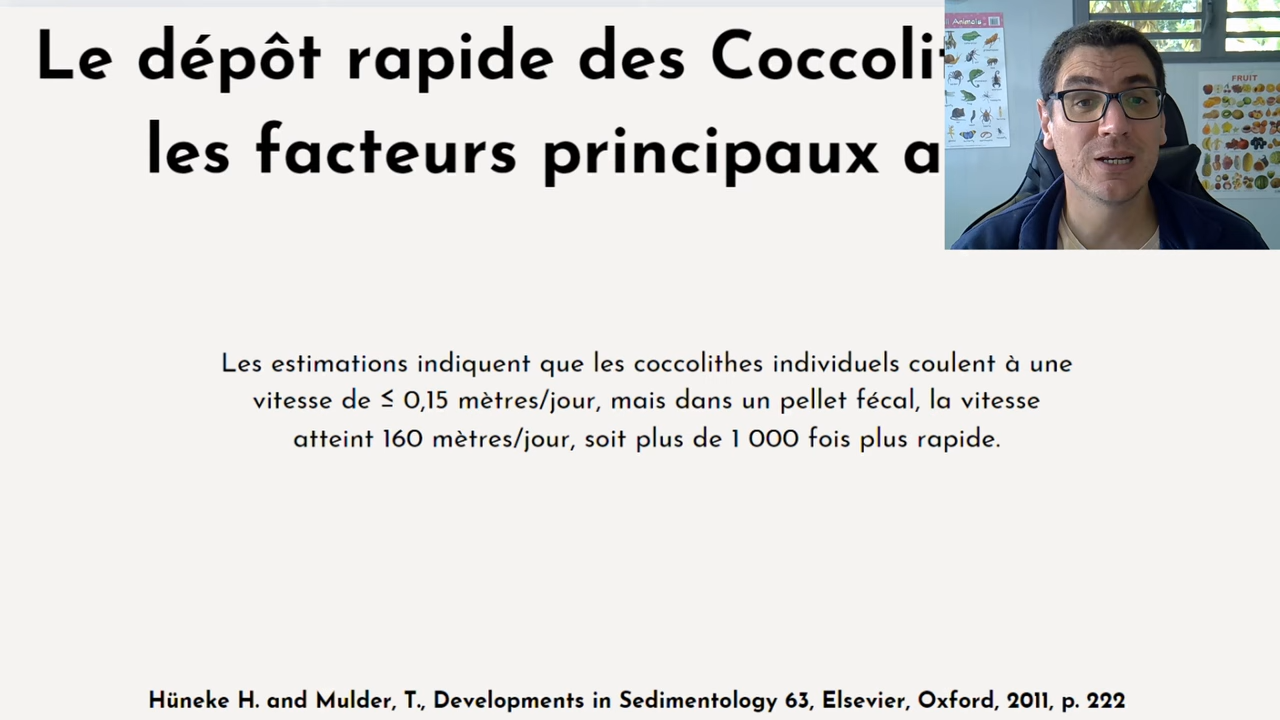 Le dépôt rapide des
les facteurs principaux
Les estimations indiquent que les coccolithes individuels coulent à une
vitesse de ≤ 0,15 mètres/jour, mais dans un pellet fécal, la vitesse
atteint 160 mètres/jour, soit plus de 1 000 fois plus rapide.
Hüneke H. and Mulder, T., Developments in Sedimentology 63, Elsevier, Oxford, 2011, p. 222
Animals
FRUIT